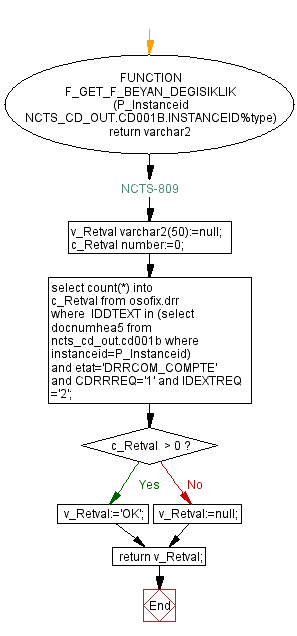 FUNCTION
F_GET_F_BEYAN_DEGISIKLIK
(P_Instanceid
NCTS_CD_OUT.CD001B.INSTANCEID%type)
return varchar2
NCTS-809
v_Retval varchar2(50):=null;
c_Retval number:=0;
select count(*) into
c_Retval from osofix.drr
where IDDTEXT in (select
docnumhea5 from
ncts_cd_out.cd001b where
instanceid=P_Instanceid)
and etat='DRRCOM_COMPTE'
and CDRRREQ='1' and IDEXTREQ
='2';
c_Retval > 0 ?
Yes
No
v_Retval:='OK';
v_Retval:=null;
return v_Retval;
End